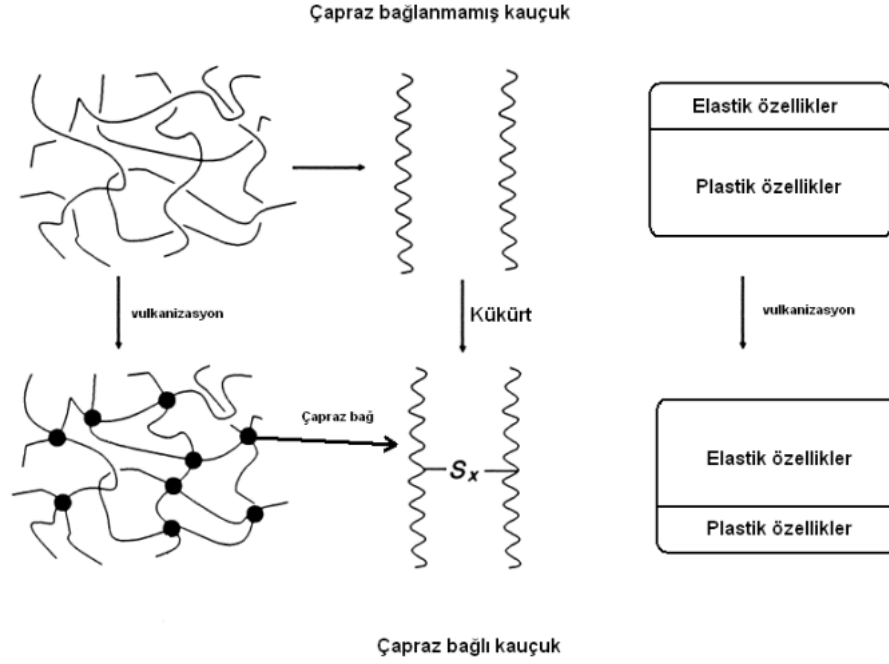 Çapraz bağlanmamış kauçuk
Elastik özellikler
Plastik özellikler
vulkanizasyon
Kükürt
vulkanizasyon
Çapraz bağ
Sx
Elastik özellikler
Plastik özellikler
Çapraz bağlı kauçuk